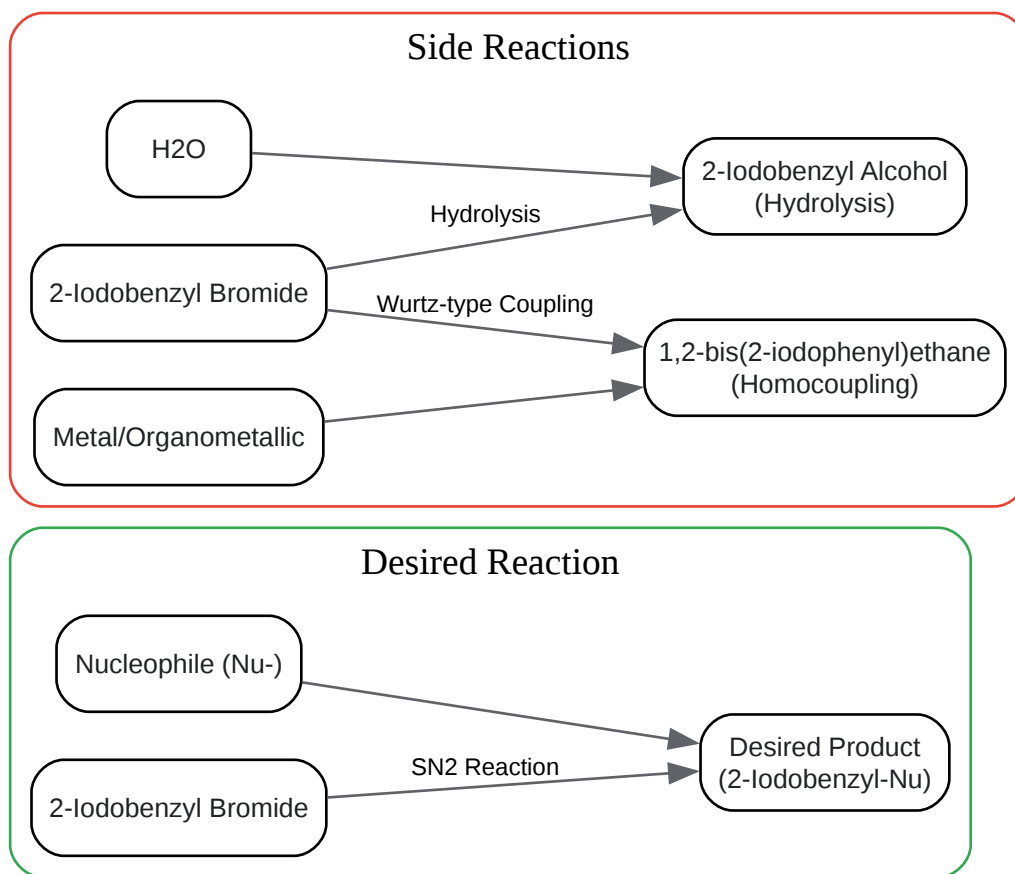 Side Reactions
H2O
2-Iodobenzyl Alcohol
(Hydrolysis)
Hydrolysis
2-Iodobenzyl Bromide
Wurtz-type Coupling
1,2-bis(2-iodophenyl)ethane
(Homocoupling)
Metal/Organometallic
Desired Reaction
Nucleophile (Nu-)
Desired Product
(2-Iodobenzyl-Nu)
SN2 Reaction
2-Iodobenzyl Bromide